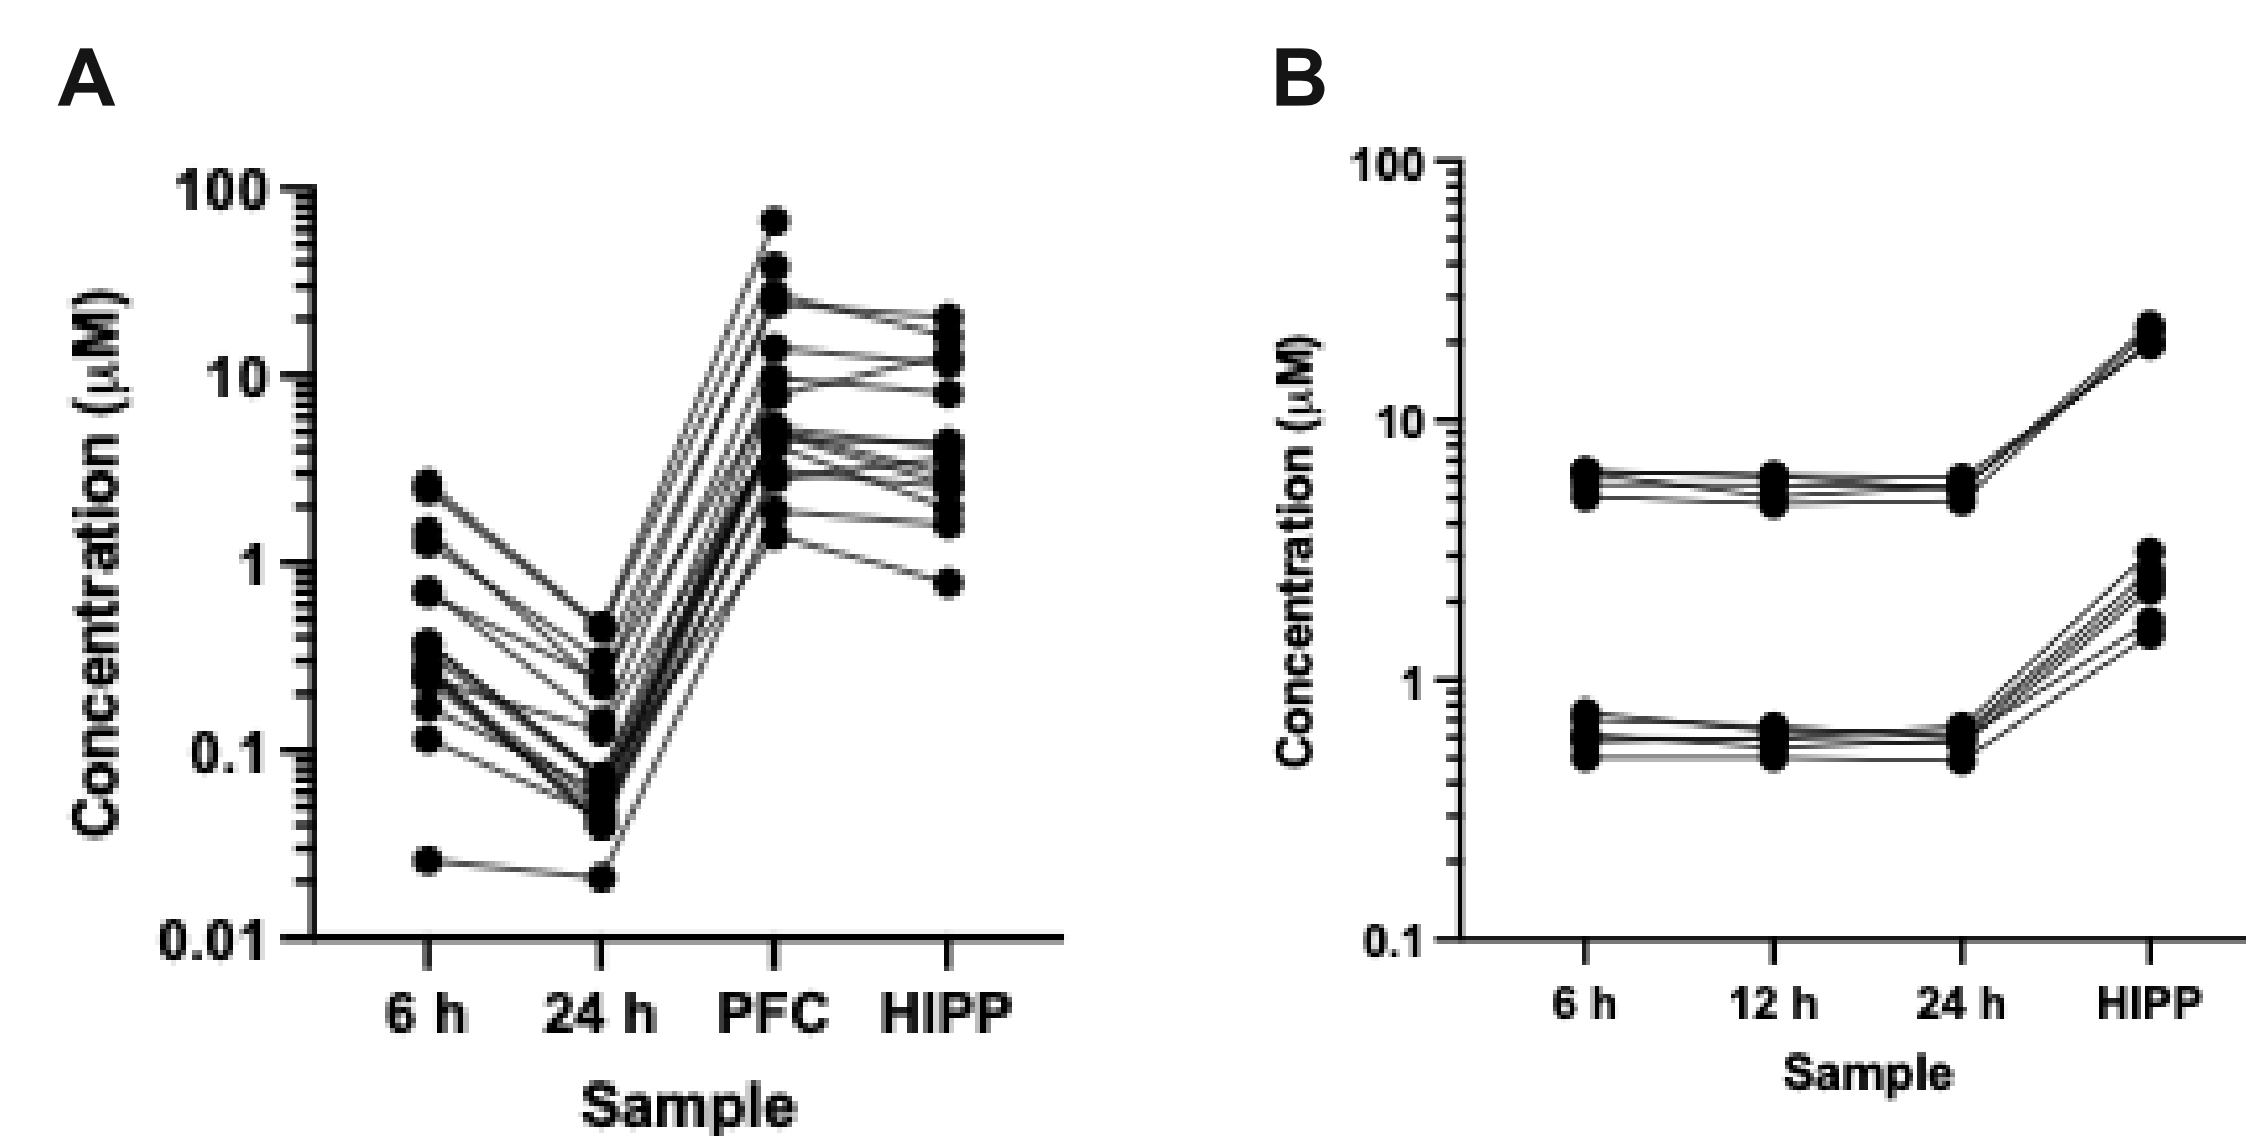 A
Concentration (µM)
100
10
1
0.1
0.01
6 h 24 h PFC HIPP
Sample
B
Concentration (µM)
100
10
1
0.1
6 h 12 h 24 h HIPP
Sample